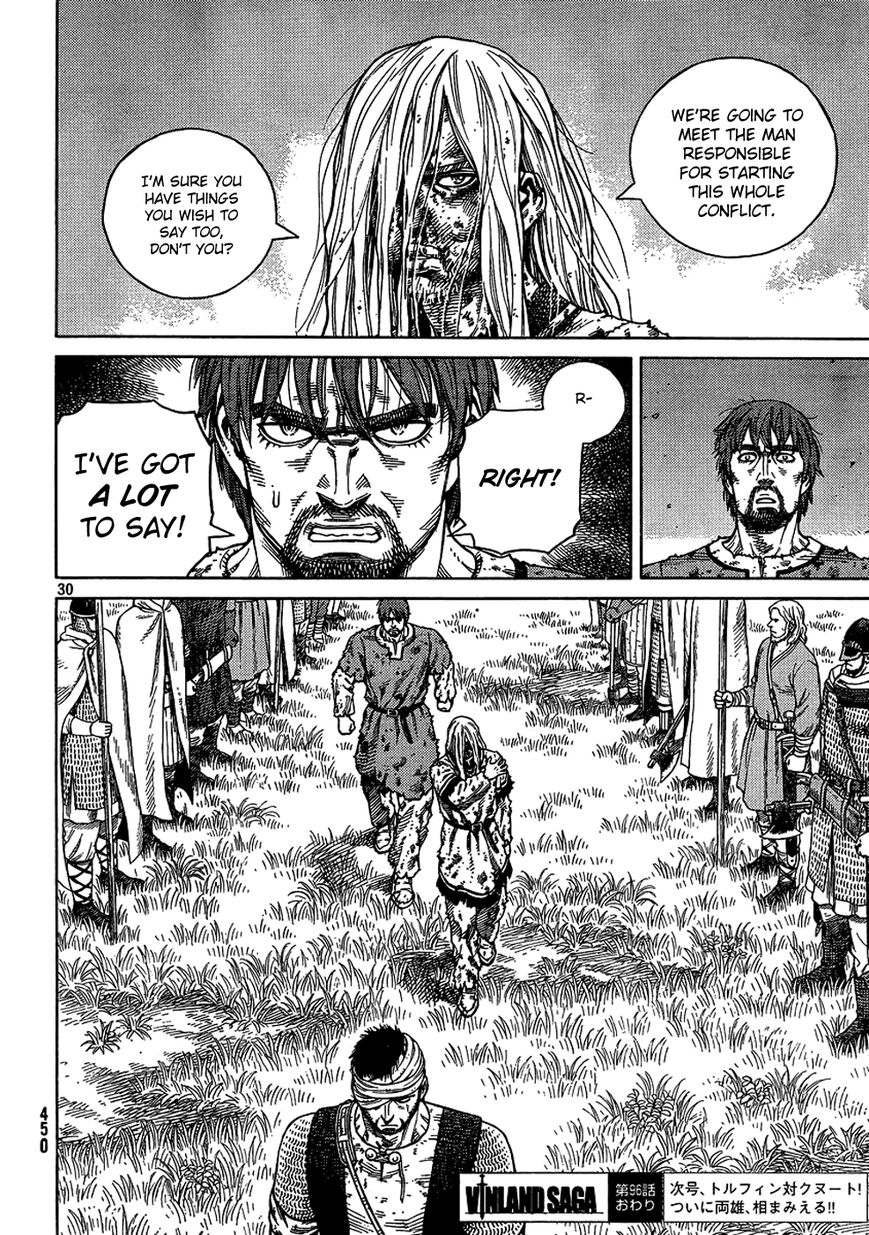 WE'RE GOING TO
MEET THE MAN
RESPONSIBLE
FOR STARTING
THIS WHOLE
CONFLICT.
I'M SURE YOU
HAVE THINGS
YOU WISH TO
SAY TOO,
DON'T YOU?
R-
RIGHT!
I'VE GOT
A LOT
TO SAY!
30
450
VINLAND SAGA
第96話
おわり
次号、トルフィン対クヌート!
ついに両雄、相まみえる!!